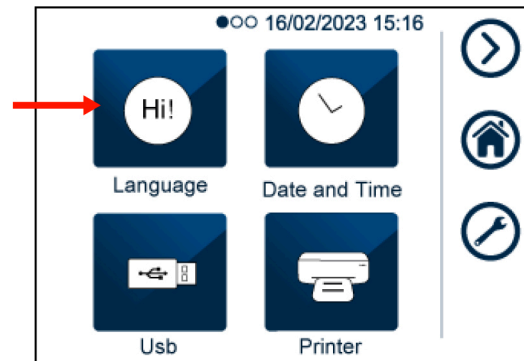 16/02/2023 15:16
Hi!
Language
Date and Time
Usb
Printer